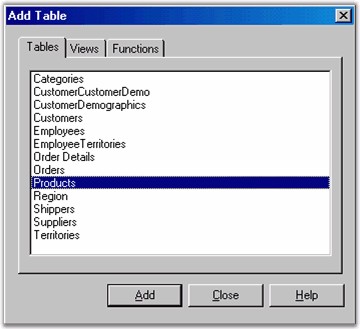 Add Table
Tables Views Functions
Categories
CustomerCustomerDemo
CustomerDemographics
Customers
Employees
EmployeeTerritories
Order Details
Orders
Products
Region
Shippers
Suppliers
Territories
Add Close Help